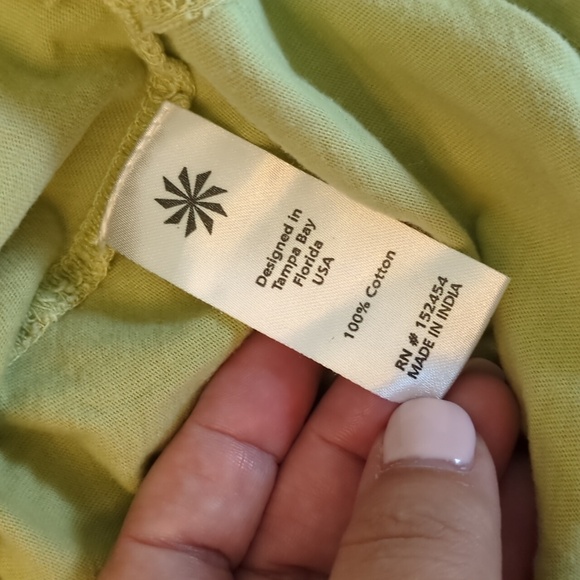 Designed in
Tampa Bay
Florida
USA
100% Cotton
RN # 152454
MADE IN INDIA